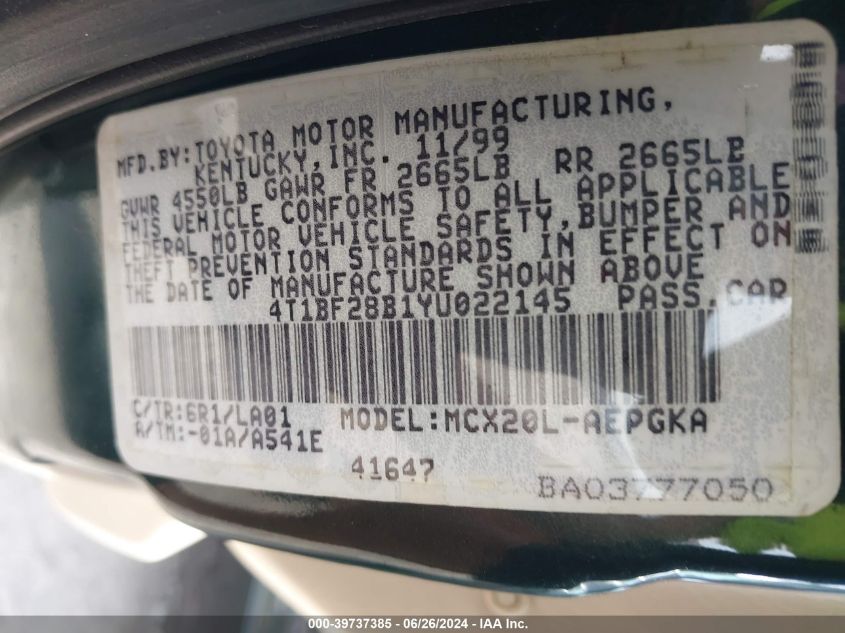 MFD.BY:TOYOTA MOTOR MANUFACTURING,
KENTUCKY,INC. 11/99
GVWR 4550LB GAWR FR 2665LB RR 2665LB
THIS VEHICLE CONFORMS TO ALL APPLICABLE
FEDERAL MOTOR VEHICLE SAFETY,BUMPER AND
THEFT PREVENTION STANDARDS IN EFFECT ON
THE DATE OF MANUFACTURE SHOWN ABOVE
4T1BF28B1YU022145 PASS.CAR
C/TR:6R1/LA01 MODEL:MCX20L-AEPGKA
A/TM:-01A/A541E
41647
BA03777050
000-39737385 - 06/26/2024 - IAA Inc.